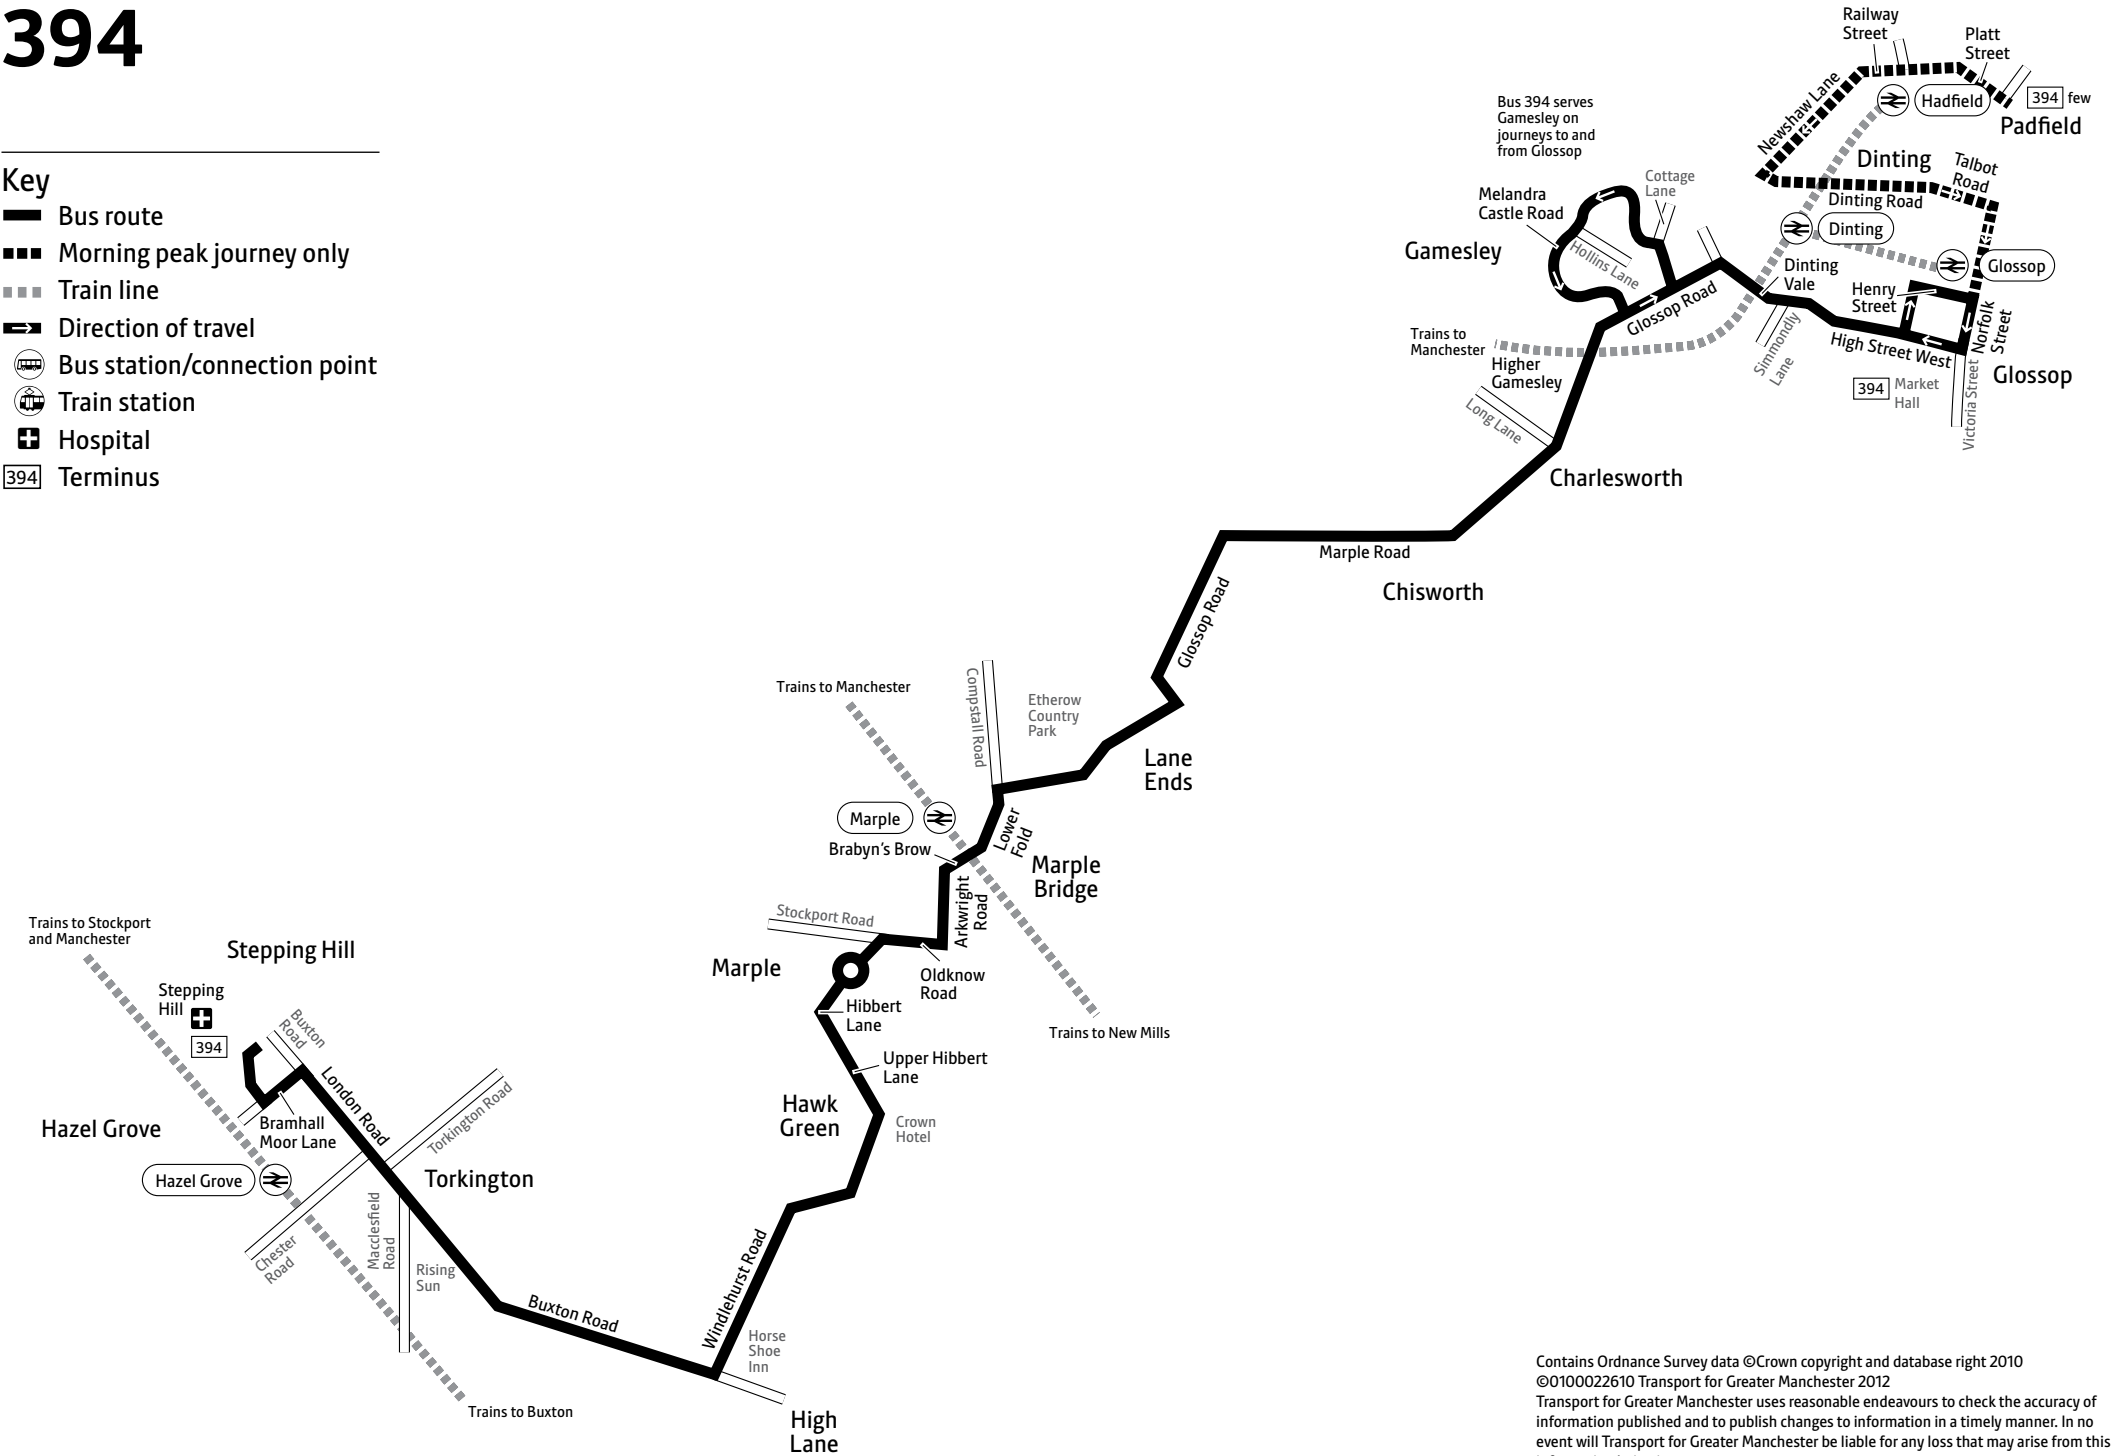 394
Key
Bus route
Morning peak journey only
Train line
Direction of travel
Bus station/connection point
Train station
Hospital
394 Terminus
Railway
Street
Platt
Street
Newshaw Lane
Hadfield
394 few
Padfield
Bus 394 serves
Gamesley on
journeys to and
from Glossop
Dinting
Talbot
Road
Dinting Road
Cottage
Lane
Melandra
Castle Road
Gamesley
Hollins Lane
Dinting
Glossop
Dinting
Vale
Henry
Street
Norfolk
Street
Glossop Road
Trains to
Manchester
Higher
Gamesley
Simmondly
Lane
High Street West
Glossop
394 Market
Hall
Victoria Street
Long Lane
Charlesworth
Marple Road
Chisworth
Glossop Road
Trains to Manchester
Compstall Road
Etherow
Country
Park
Lane
Ends
Marple
Brabyn's Brow
Lower
Fold
Marple
Bridge
Arkwright
Road
Stockport Road
Marple
Oldknow
Road
Hibbert
Lane
Trains to New Mills
Upper Hibbert
Lane
Hawk
Green
Crown
Hotel
Trains to Stockport
and Manchester
Stepping Hill
Stepping
Hill
394
Buxton
Road
London Road
Torkington Road
Bramhall
Moor Lane
Hazel Grove
Hazel Grove
Torkington
Chester
Road
Macclesfield
Road
Rising
Sun
Buxton Road
Windlehurst Road
Horse
Shoe
Inn
Trains to Buxton
High
Lane
Contains Ordnance Survey data ©Crown copyright and database right 2010
©0100022610 Transport for Greater Manchester 2012
Transport for Greater Manchester uses reasonable endeavours to check the accuracy of
information published and to publish changes to information in a timely manner. In no
event will Transport for Greater Manchester be liable for any loss that may arise from this